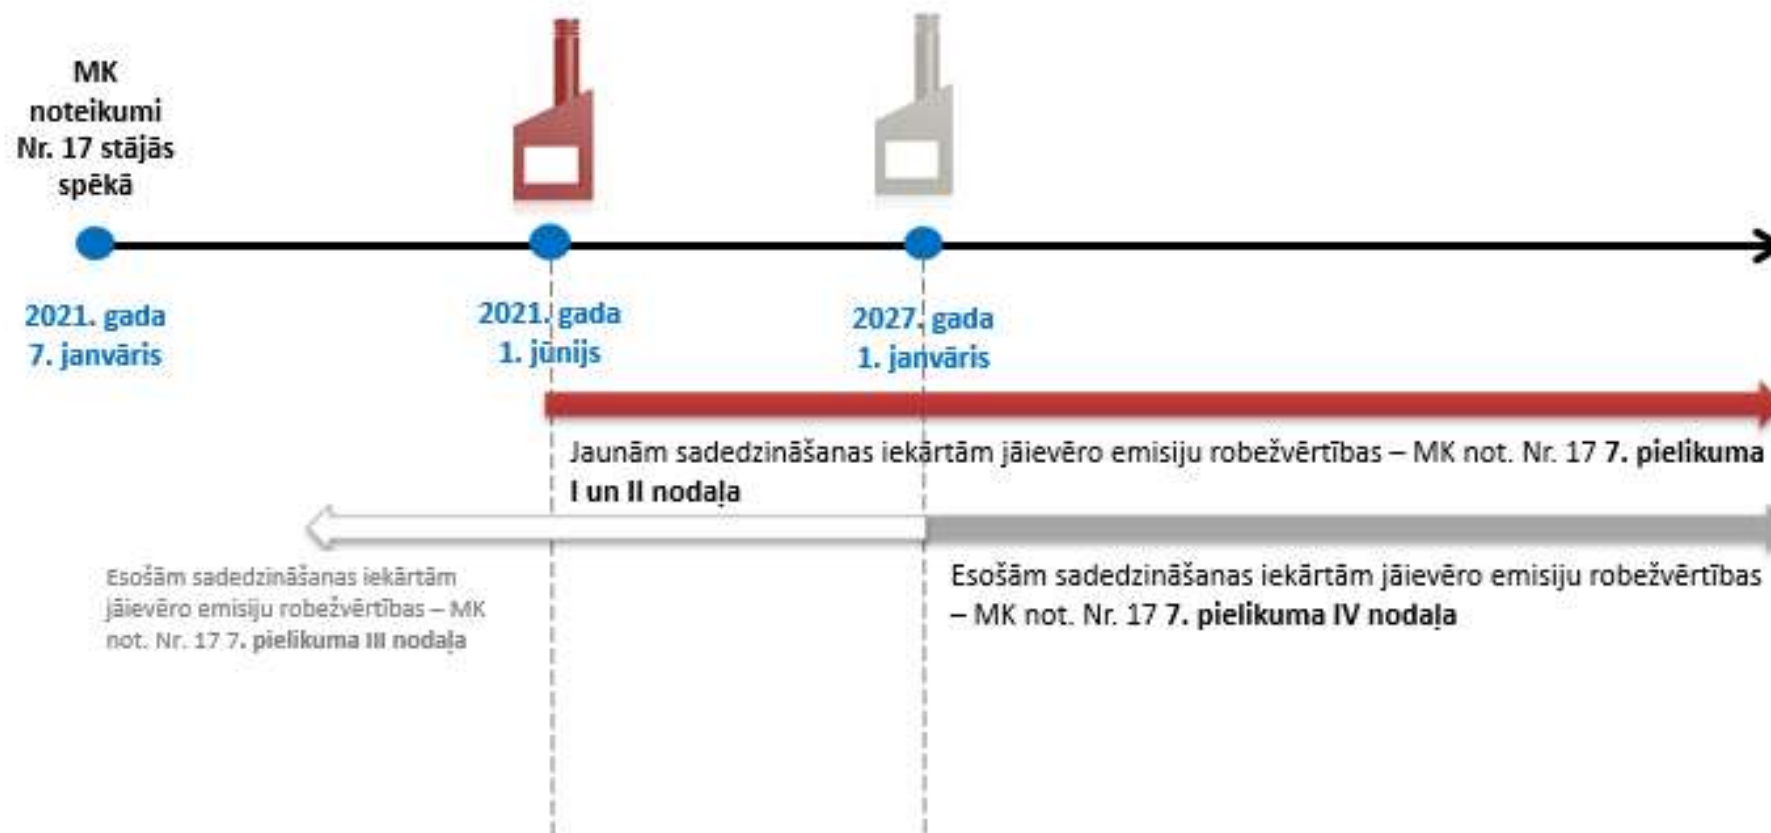 MK
noteikumi
Nr. 17 stājās
spēkā
2021. gada
7. janvāris
2021. gada
1. jūnijs
2027. gada
1. janvāris
Jaunām sadedzināšanas iekārtām jāievēro emisiju robežvērtības – MK not. Nr. 17 7. pielikuma
I un II nodaļa
Esošām sadedzināšanas iekārtām
jāievēro emisiju robežvērtības – MK
not. Nr. 17 7. pielikuma III nodaļa
Esošām sadedzināšanas iekārtām jāievēro emisiju robežvērtības
– MK not. Nr. 17 7. pielikuma IV nodaļa